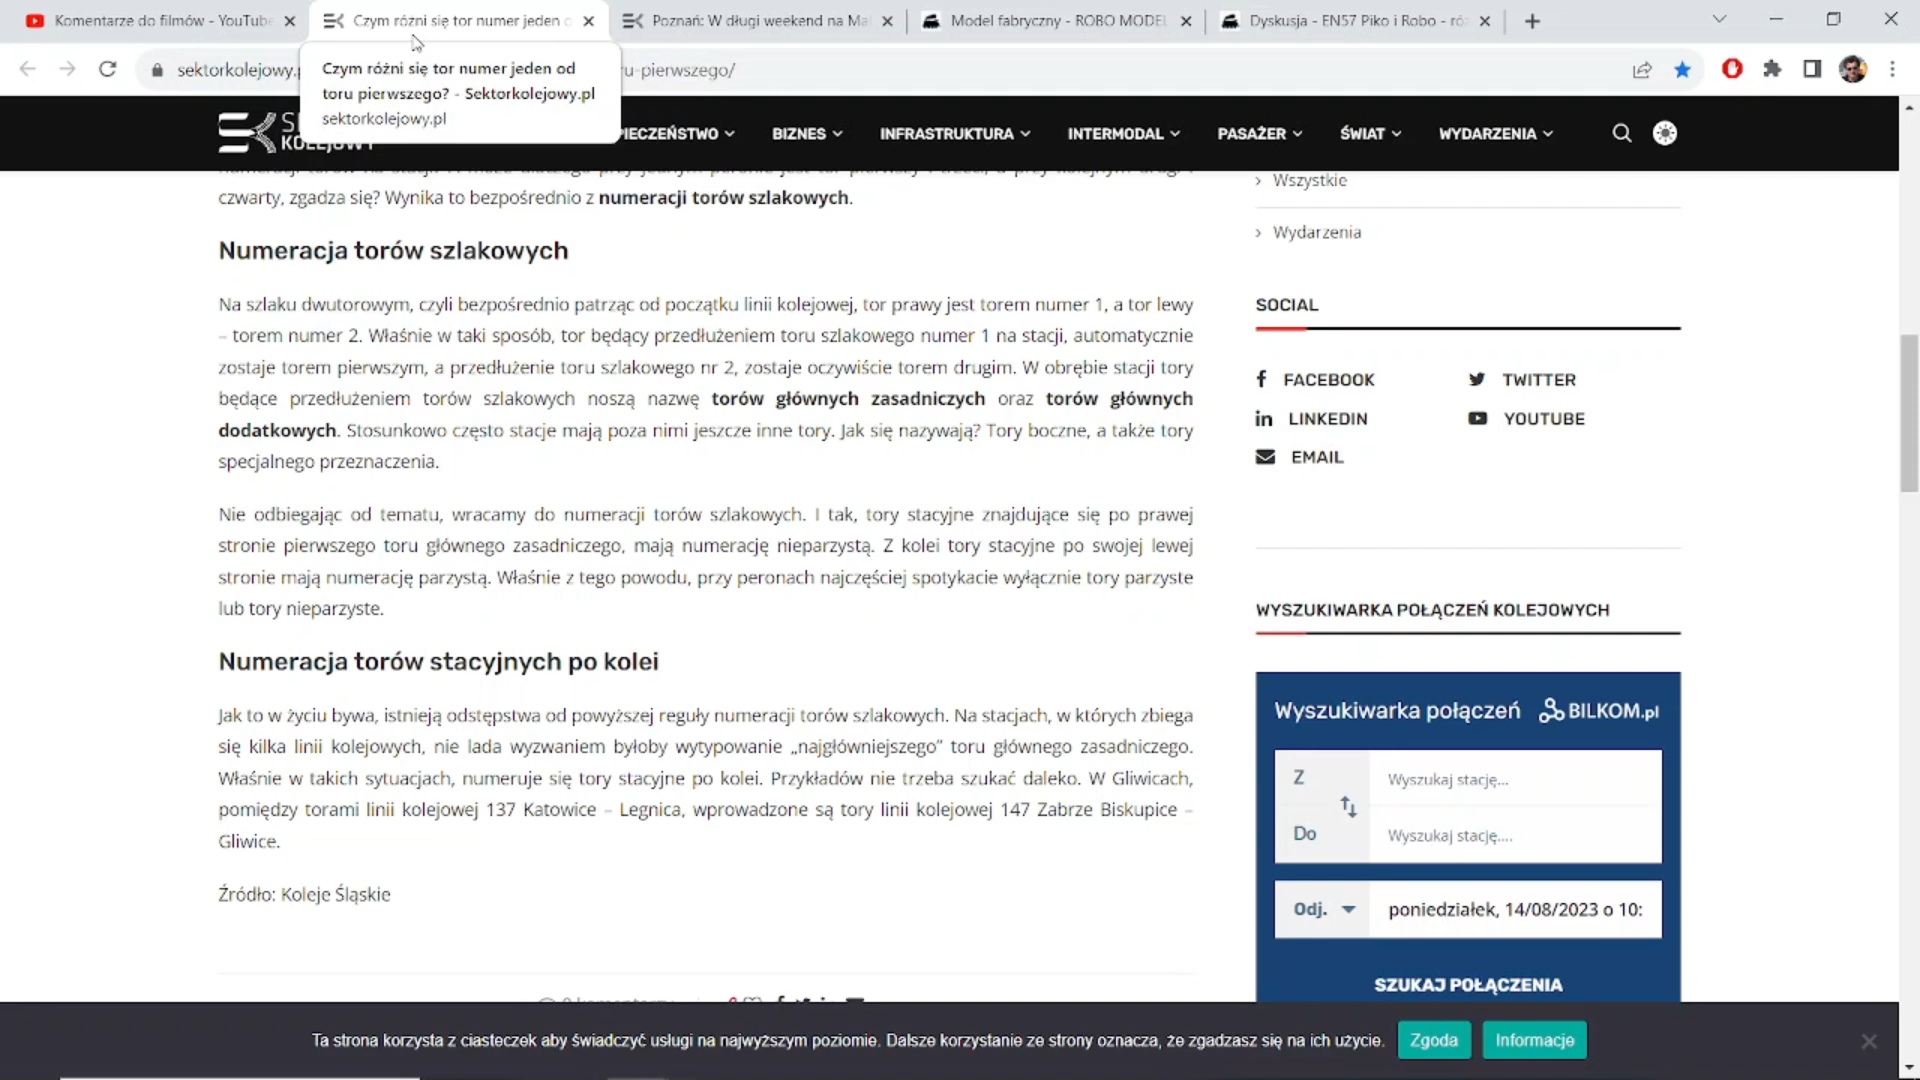 Komentarze do filmów - YouTube
Czym różni się tor numer jeden
Poznań: W długi weekend na
Model fabryczny - ROBO MODEL
Dyskusja - EN57 Piko i Robo -
sektorkolejowy.
u-pierwszego/
Czym różni się tor numer jeden od
toru pierwszego? - Sektorkolejowy.pl
sektorkolejowy.pl
BIZNES
INFRASTRUKTURA
INTERMODAL
PASAŻER
ŚWIAT
WYDARZENIA
czwarty, zgadza się? Wynika to bezpośrednio z numeracji torów szlakowych.
Numeracja torów szlakowych
Na szlaku dwutorowym, czyli bezpośrednio patrząc od początku linii kolejowej, tor prawy jest torem numer 1, a tor lewy
– torem numer 2. Właśnie w taki sposób, tor będący przedłużeniem toru szlakowego numer 1 na stacji, automatycznie
zostaje torem pierwszym, a przedłużenie toru szlakowego nr 2, zostaje oczywiście torem drugim. W obrębie stacji tory
będące przedłużeniem torów szlakowych noszą nazwę torów głównych zasadniczych oraz torów głównych
dodatkowych. Stosunkowo często stacje mają poza nimi jeszcze inne tory. Jak się nazywają? Tory boczne, a także tory
specjalnego przeznaczenia.
Nie odbiegając od tematu, wracamy do numeracji torów szlakowych. I tak, tory stacyjne znajdujące się po prawej
stronie pierwszego toru głównego zasadniczego, mają numerację nieparzystą. Z kolei tory stacyjne po swojej lewej
stronie mają numerację parzystą. Właśnie z tego powodu, przy peronach najczęściej spotykacie wyłącznie tory parzyste
lub tory nieparzyste.
Numeracja torów stacyjnych po kolei
Jak to w życiu bywa, istnieją odstępstwa od powyższej reguły numeracji torów szlakowych. Na stacjach, w których zbiega
się kilka linii kolejowych, nie lada wyzwaniem byłoby wytypowanie „najgłówniejszego” toru głównego zasadniczego.
Właśnie w takich sytuacjach, numeruje się tory stacyjne po kolei. Przykładów nie trzeba szukać daleko. W Gliwicach,
pomiędzy torami linii kolejowej 137 Katowice – Legnica, wprowadzone są tory linii kolejowej 147 Zabrze Biskupice –
Gliwice.
Źródło: Koleje Śląskie
Wszystkie
Wydarzenia
SOCIAL
FACEBOOK
TWITTER
LINKEDIN
YOUTUBE
EMAIL
WYSZUKIWARKA POŁĄCZEŃ KOLEJOWYCH
Wyszukiwarka połączeń BILKOM.pl
Z Wyszukaj stację...
Do Wyszukaj stację....
Odj. poniedziałek, 14/08/2023 o 10:
SZUKAJ POŁĄCZENIA
Ta strona korzysta z ciasteczek aby świadczyć usługi na najwyższym poziomie. Dalsze korzystanie ze strony oznacza, że zgadzasz się na ich użycie. Zgoda Informacje